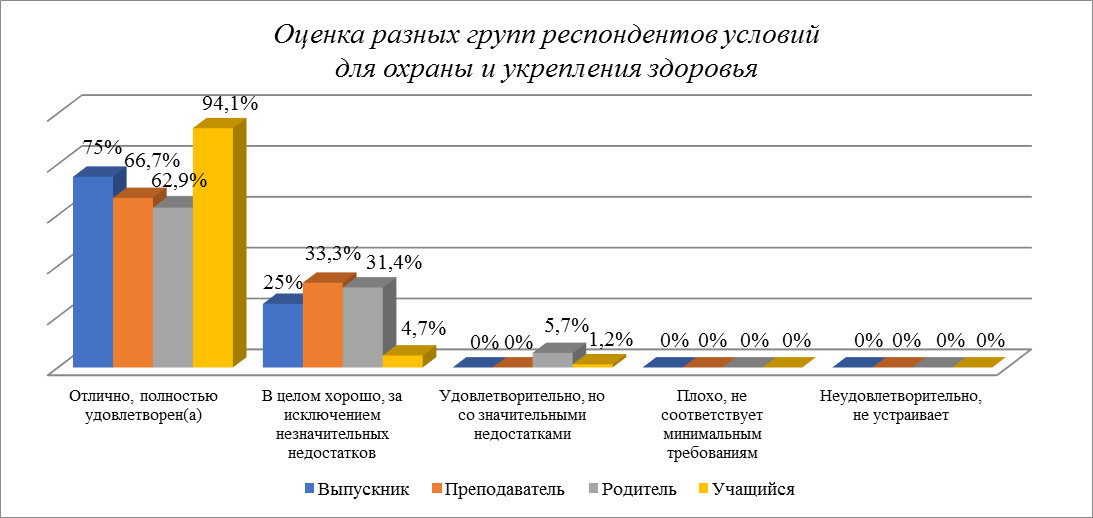 Оценка разных групп респондентов условий
для охраны и укрепления здоровья
94,1%
75%
66,7%
62,9%
33,3%
31,4%
25%
4,7%
0% 0%
5,7%
1,2%
0% 0% 0% 0%
0% 0% 0% 0%
Отлично, полностью
удовлетворен(а)
В целом хорошо, за
исключением
незначительных
недостатков
Удовлетворительно, но
со значительными
недостатками
Плохо, не
соответствует
минимальным
требованиям
Неудовлетворительно,
не устраивает
Выпускник Преподаватель Родитель Учащийся